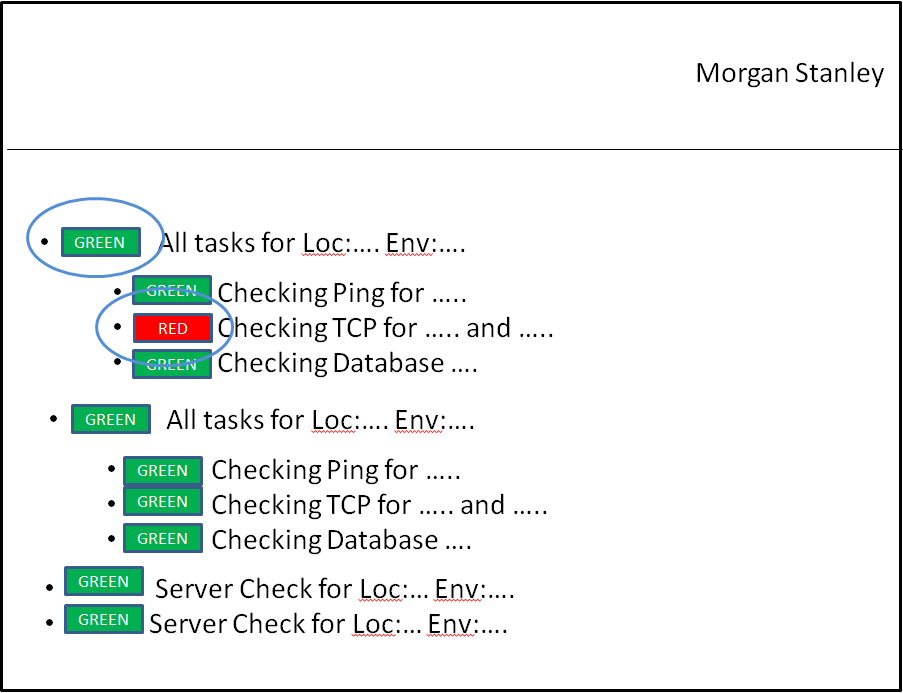 Morgan Stanley
• GREEN All tasks for Loc:.... Env:....
• GREEN Checking Ping for .....
• RED Checking TCP for ..... and .....
• GREEN Checking Database ....
• GREEN All tasks for Loc:.... Env:....
• GREEN Checking Ping for .....
• GREEN Checking TCP for ..... and .....
• GREEN Checking Database ....
• GREEN Server Check for Loc:... Env:....
• GREEN Server Check for Loc:... Env:....